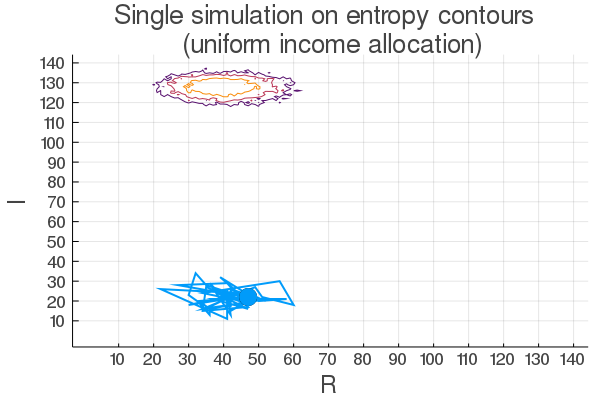 Single simulation on entropy contours
(uniform income allocation)
140
130
120
110
100
90
80
70
60
50
40
30
20
10
I
10 20 30 40 50 60 70 80 90 100 110 120 130 140
R